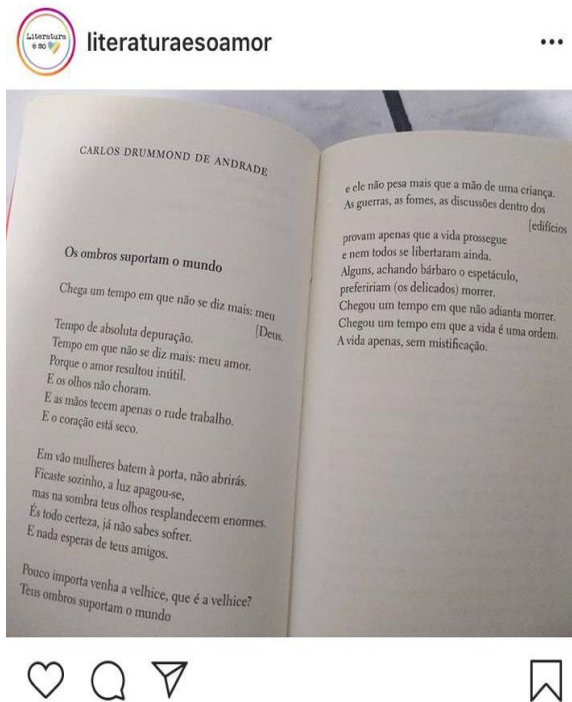 Literatura
é só
literaturaesoamor
CARLOS DRUMMOND DE ANDRADE
Os ombros suportam o mundo
Chega um tempo em que não se diz mais: meu
[Deus.
Tempo de absoluta depuração.
Tempo em que não se diz mais: meu amor.
Porque o amor resultou inútil.
E os olhos não choram.
E as mãos tecem apenas o rude trabalho.
E o coração está seco.
Em vão mulheres batem à porta, não abrirás.
Ficaste sozinho, a luz apagou-se,
mas na sombra teus olhos resplandecem enormes.
És todo certeza, já não sabes sofrer.
E nada esperas de teus amigos.
Pouco importa venha a velhice, que é a velhice?
Teus ombros suportam o mundo
e ele não pesa mais que a mão de uma criança.
As guerras, as fomes, as discussões dentro dos
[edifícios
provam apenas que a vida prossegue
e nem todos se libertaram ainda.
Alguns, achando bárbaro o espetáculo,
prefeririam (os delicados) morrer.
Chegou um tempo em que não adianta morrer.
Chegou um tempo em que a vida é uma ordem.
A vida apenas, sem mistificação.